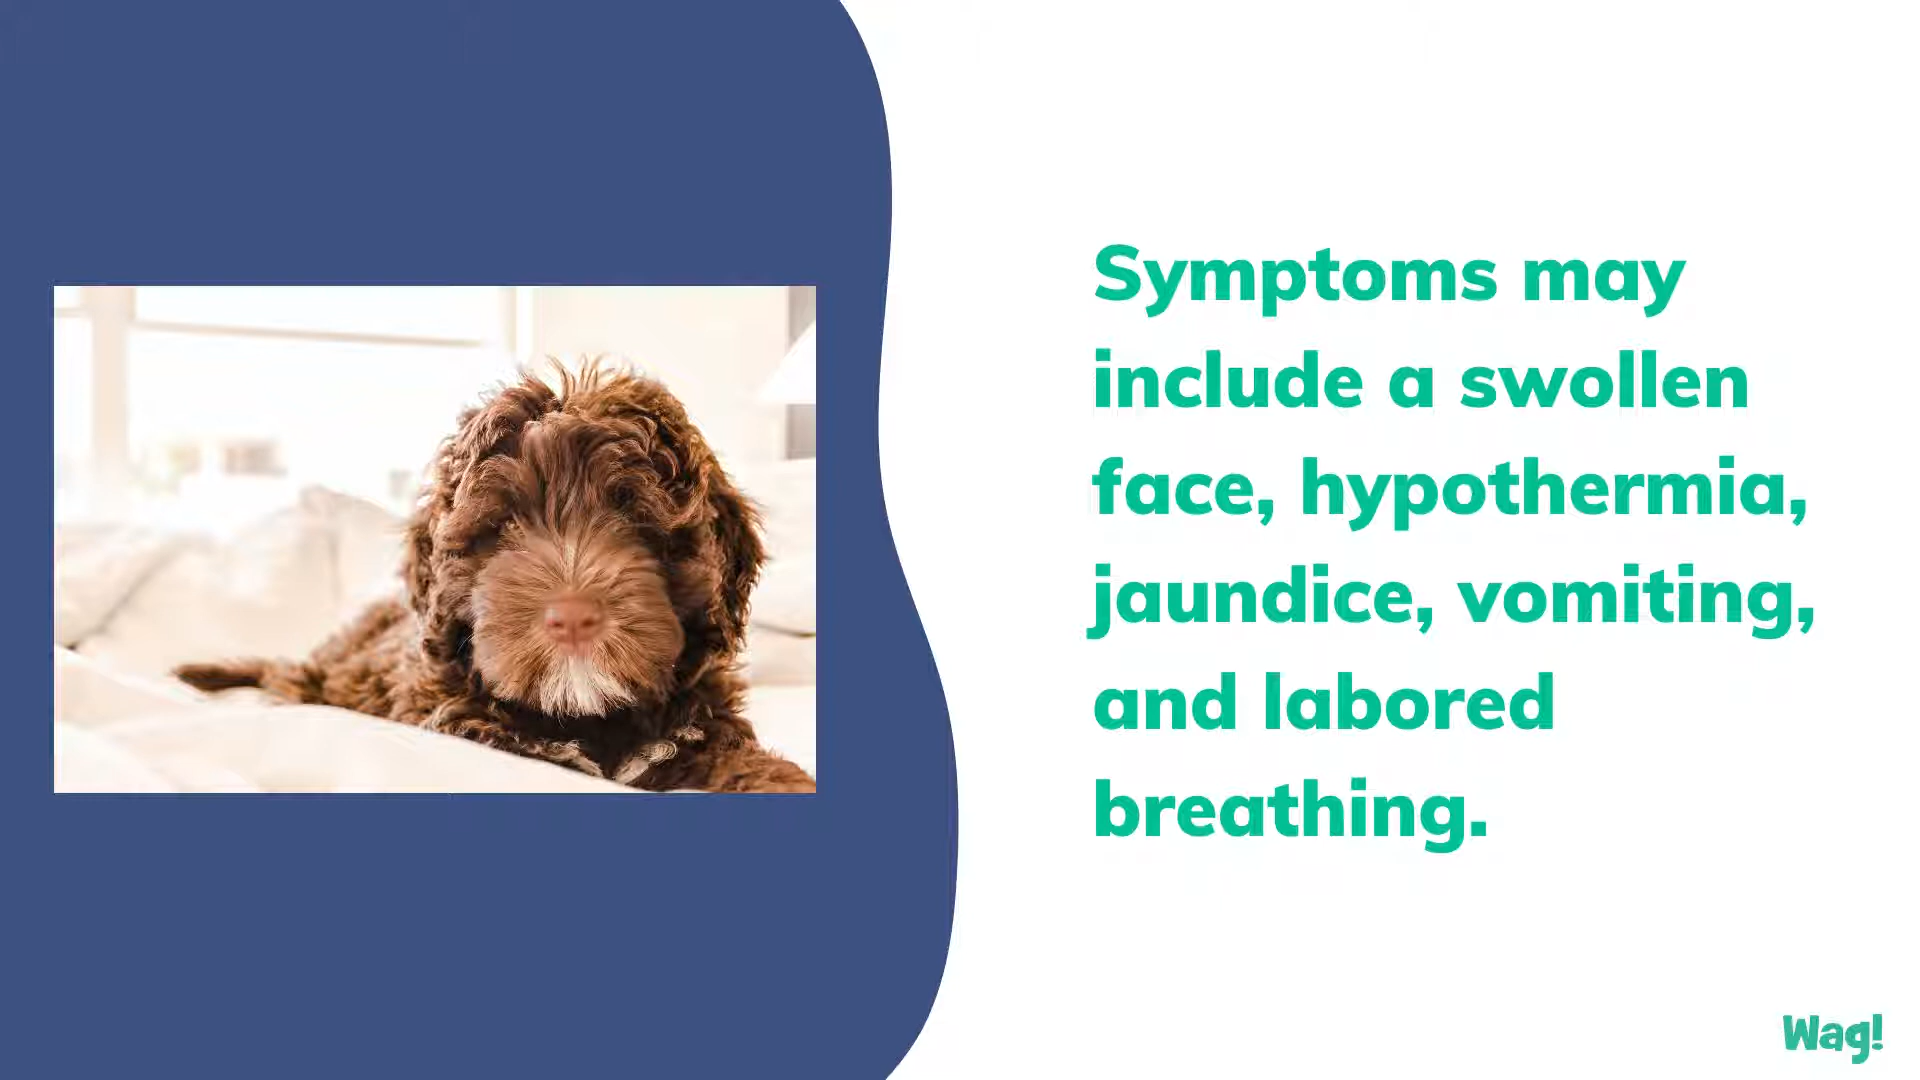 Symptoms may
include a swollen
face, hypothermia,
jaundice, vomiting,
and labored
breathing.
Wag!